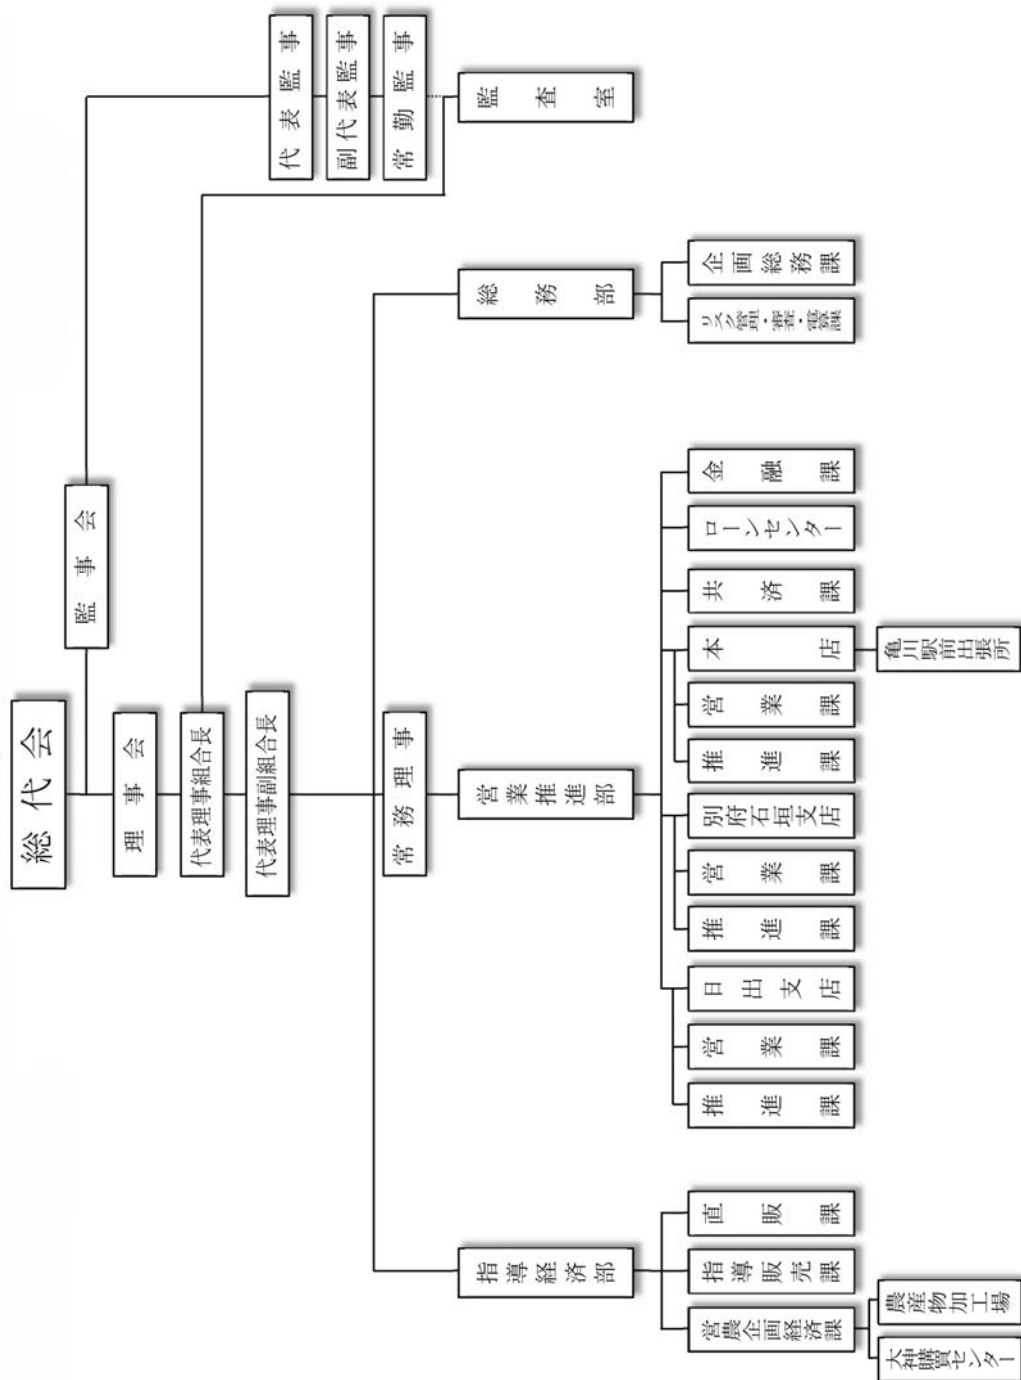 総代会
監事会
理事会
代表理事組合長
代表理事副組合長
代表監事
副代表監事
常勤監事
監査室
常務理事
指導経済部
営業推進部
総務部
営農企画経済課
指導販売課
直販課
大神購買センター
農産物加工場
推進課
営業課
日出支店
推進課
営業課
別府石垣支店
推進課
営業課
本店
共済課
ローンセンター
金融課
亀川駅前出張所
リスク管理・審査・電算課
企画総務課